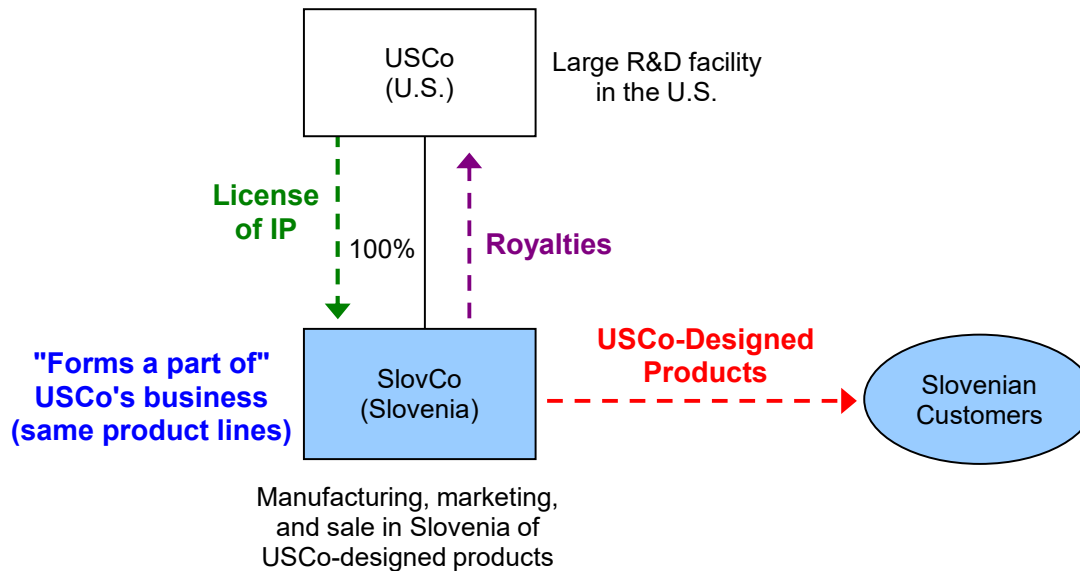 USCo
(U.S.)
Large R&D facility
in the U.S.
License
of IP
100%
Royalties
"Forms a part of"
USCo's business
(same product lines)
SlovCo
(Slovenia)
USCo-Designed
Products
Slovenian
Customers
Manufacturing, marketing,
and sale in Slovenia of
USCo-designed products